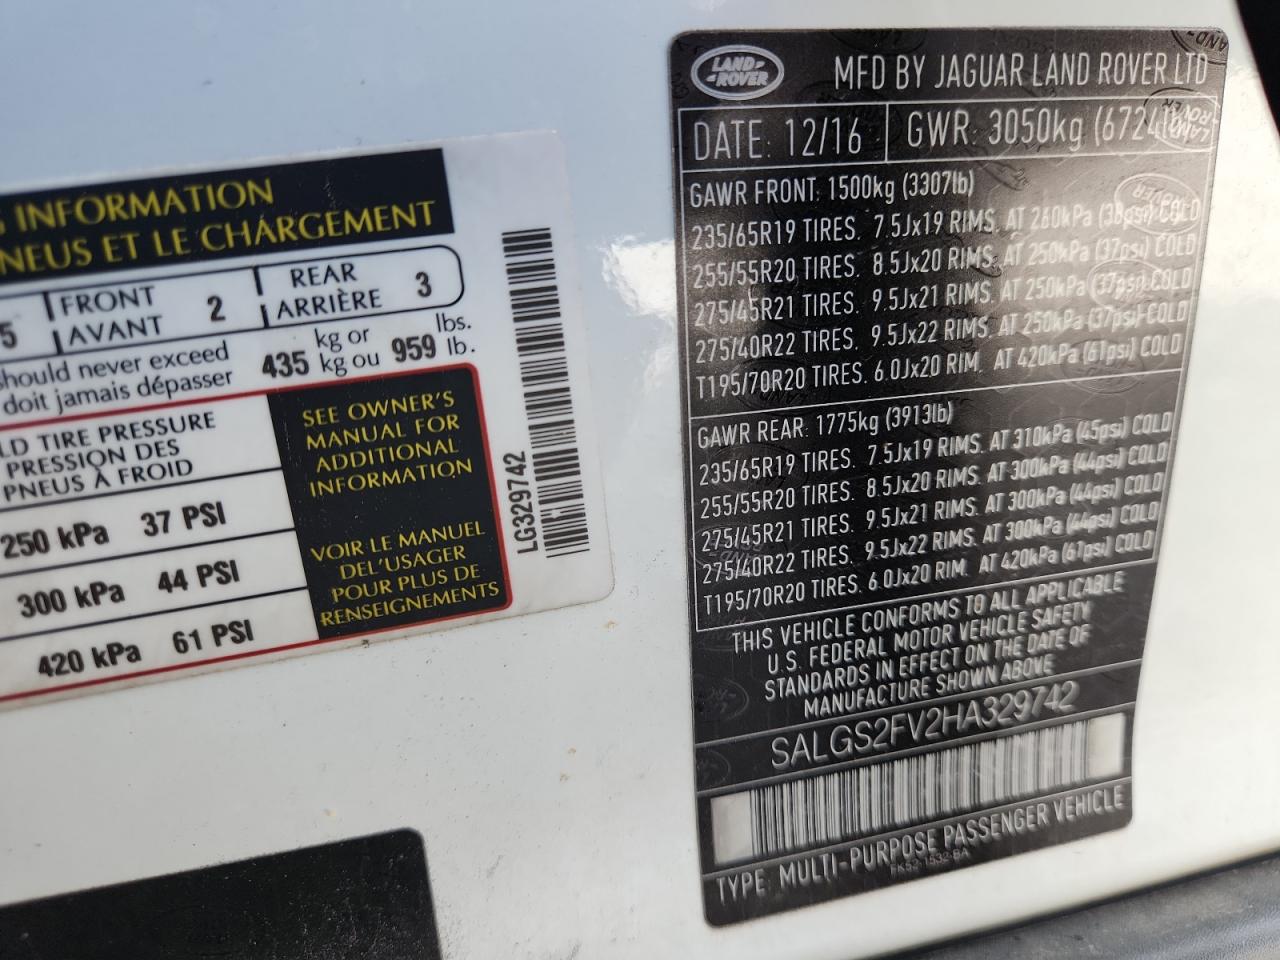 G INFORMATION
NEUS ET LE CHARGEMENT
5 FRONT AVANT 2 REAR ARRIÈRE 3
should never exceed
doit jamais dépasser
435 kg or kg ou 959 lbs. lb.
LD TIRE PRESSURE
PRESSION DES
PNEUS À FROID
250 kPa 37 PSI
300 kPa 44 PSI
420 kPa 61 PSI
SEE OWNER'S
MANUAL FOR
ADDITIONAL
INFORMATION
VOIR LE MANUEL
DEL'USAGER
POUR PLUS DE
RENSEIGNEMENTS
LG329742
LAND ROVER
MFD BY JAGUAR LAND ROVER LTD
DATE: 12/16 GWR: 3050kg (6724lb)
GAWR FRONT: 1500kg (3307lb)
235/65R19 TIRES. 7.5Jx19 RIMS. AT 260kPa (38psi) COLD
255/55R20 TIRES. 8.5Jx20 RIMS. AT 250kPa (37psi) COLD
275/45R21 TIRES. 9.5Jx21 RIMS. AT 250kPa (37psi) COLD
275/40R22 TIRES. 9.5Jx22 RIMS. AT 250kPa (37psi) COLD
T195/70R20 TIRES. 6.0Jx20 RIM. AT 420kPa (61psi) COLD
GAWR REAR: 1775kg (3913lb)
235/65R19 TIRES. 7.5Jx19 RIMS. AT 310kPa (45psi) COLD
255/55R20 TIRES. 8.5Jx20 RIMS. AT 300kPa (44psi) COLD
275/45R21 TIRES. 9.5Jx21 RIMS. AT 300kPa (44psi) COLD
275/40R22 TIRES. 9.5Jx22 RIMS. AT 300kPa (44psi) COLD
T195/70R20 TIRES. 6.0Jx20 RIM. AT 420kPa (61psi) COLD
THIS VEHICLE CONFORMS TO ALL APPLICABLE
U.S. FEDERAL MOTOR VEHICLE SAFETY
STANDARDS IN EFFECT ON THE DATE OF
MANUFACTURE SHOWN ABOVE
SALGS2FV2HA329742
TYPE: MULTI-PURPOSE PASSENGER VEHICLE